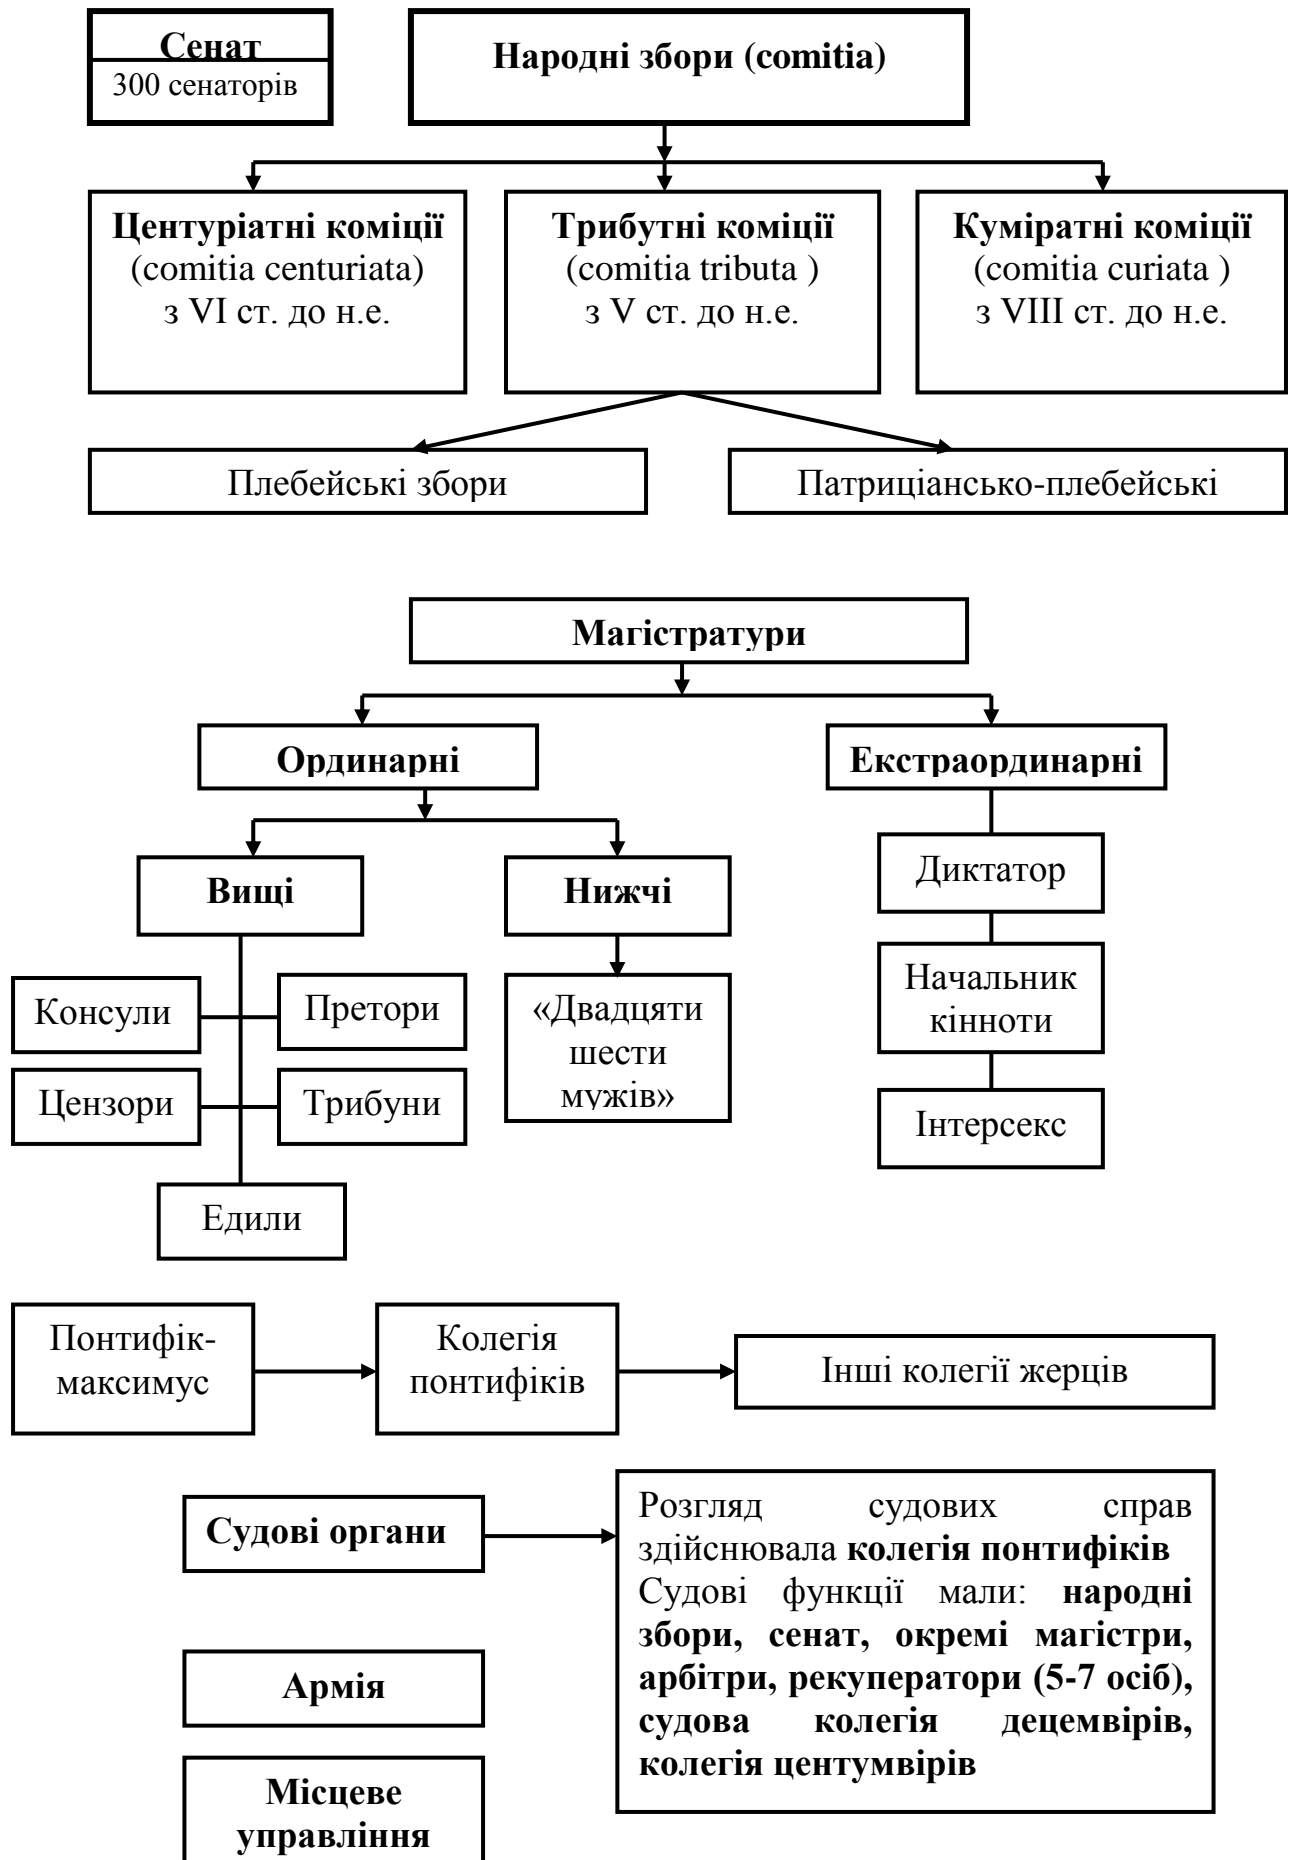 Сенат
300 сенаторів
Народні збори (comitia)
Центуріатні коміції
(comitia centuriata)
з VI ст. до н.е.
Трибутні коміції
(comitia tributa )
з V ст. до н.е.
Куміратні коміції
(comitia curiata )
з VIII ст. до н.е.
Плебейські збори
Патриціансько-плебейські
Магістратури
Ординарні
Екстраординарні
Вищі
Нижчі
Диктатор
Начальник
кінноти
Інтерсекс
Консули
Претори
«Двадцяти
шести
мужів»
Цензори
Трибуни
Едили
Понтифік-
максимус
Колегія
понтифіків
Інші колегії жерців
Судові органи
Розгляд судових справ
здійснювала колегія понтифіків
Судові функції мали: народні
збори, сенат, окремі магістри,
арбітри, рекуператори (5-7 осіб),
судова колегія децемвірів,
колегія центумвірів
Армія
Місцеве
управління